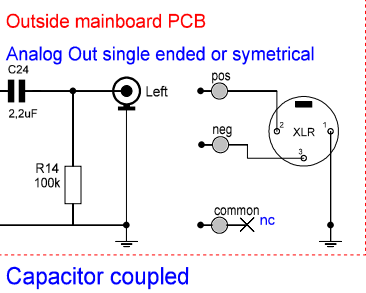 Outside mainboard PCB
Analog Out single ended or symetrical
C24
2,2uF
Left
R14
100k
pos
neg
common
nc
2
XLR
1
3
Capacitor coupled